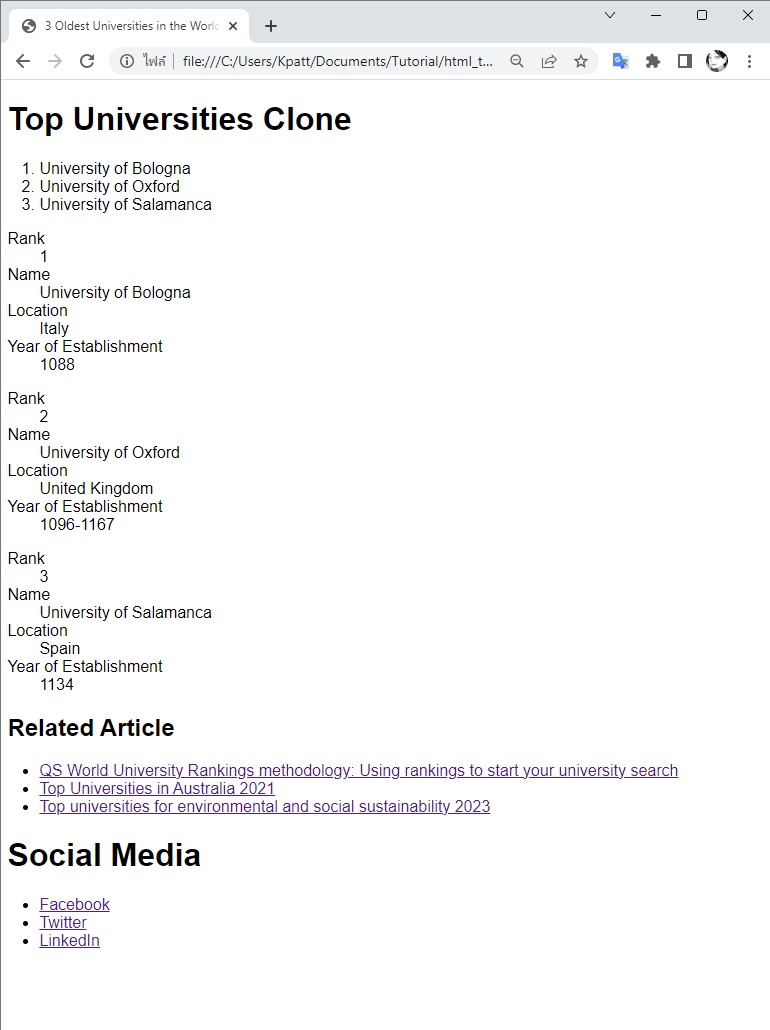 3 Oldest Universities in the World
ไฟล์ file:///C:/Users/Kpatt/Documents/Tutorial/html_t...
Top Universities Clone
1. University of Bologna
2. University of Oxford
3. University of Salamanca
Rank
1
Name
University of Bologna
Location
Italy
Year of Establishment
1088
Rank
2
Name
University of Oxford
Location
United Kingdom
Year of Establishment
1096-1167
Rank
3
Name
University of Salamanca
Location
Spain
Year of Establishment
1134
Related Article
• QS World University Rankings methodology: Using rankings to start your university search
• Top Universities in Australia 2021
• Top universities for environmental and social sustainability 2023
Social Media
• Facebook
• Twitter
• LinkedIn